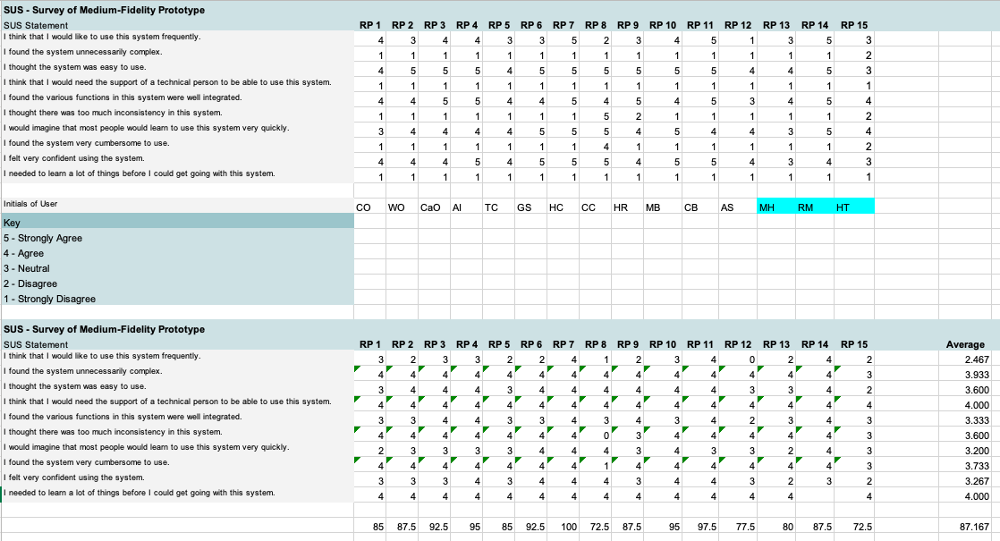 SUS - Survey of Medium-Fidelity Prototype
SUS Statement RP 1 RP 2 RP 3 RP 4 RP 5 RP 6 RP 7 RP 8 RP 9 RP 10 RP 11 RP 12 RP 13 RP 14 RP 15
I think that I would like to use this system frequently. 4 3 4 4 3 3 5 2 3 4 5 1 3 5 3
I found the system unnecessarily complex. 1 1 1 1 1 1 1 1 1 1 1 1 1 1 2
I thought the system was easy to use. 4 5 5 5 4 5 5 5 5 5 5 4 4 5 3
I think that I would need the support of a technical person to be able to use this system. 1 1 1 1 1 1 1 1 1 1 1 1 1 1 1
I found the various functions in this system were well integrated. 4 4 5 5 4 4 5 4 5 4 5 3 4 5 4
I thought there was too much inconsistency in this system. 1 1 1 1 1 1 1 5 2 1 1 1 1 1 2
I would imagine that most people would learn to use this system very quickly. 3 4 4 4 4 5 5 5 4 5 4 4 3 5 4
I found the system very cumbersome to use. 1 1 1 1 1 1 1 4 1 1 1 1 1 1 2
I felt very confident using the system. 4 4 4 5 4 5 5 5 4 5 5 4 3 4 3
I needed to learn a lot of things before I could get going with this system. 1 1 1 1 1 1 1 1 1 1 1 1 1 1 1
Initials of User CO WO CaO AI TC GS HC CC HR MB CB AS MH RM HT
Key
5 - Strongly Agree
4 - Agree
3 - Neutral
2 - Disagree
1 - Strongly Disagree
SUS - Survey of Medium-Fidelity Prototype
SUS Statement RP 1 RP 2 RP 3 RP 4 RP 5 RP 6 RP 7 RP 8 RP 9 RP 10 RP 11 RP 12 RP 13 RP 14 RP 15 Average
I think that I would like to use this system frequently. 3 2 3 3 2 2 4 1 2 3 4 0 2 4 2 2.467
I found the system unnecessarily complex. 4 4 4 4 4 4 4 4 4 4 4 4 4 4 3 3.933
I thought the system was easy to use. 3 4 4 4 3 4 4 4 4 4 4 3 3 4 2 3.600
I think that I would need the support of a technical person to be able to use this system. 4 4 4 4 4 4 4 4 4 4 4 4 4 4 4 4.000
I found the various functions in this system were well integrated. 3 3 4 4 3 3 4 3 4 3 4 2 3 4 3 3.333
I thought there was too much inconsistency in this system. 4 4 4 4 4 4 4 0 3 4 4 4 4 4 3 3.600
I would imagine that most people would learn to use this system very quickly. 2 3 3 3 3 4 4 4 3 4 3 3 2 4 3 3.200
I found the system very cumbersome to use. 4 4 4 4 4 4 4 1 4 4 4 4 4 4 3 3.733
I felt very confident using the system. 3 3 3 4 3 4 4 4 3 4 4 3 2 3 2 3.267
I needed to learn a lot of things before I could get going with this system. 4 4 4 4 4 4 4 4 4 4 4 4 4 4 4.000
85 87.5 92.5 95 85 92.5 100 72.5 87.5 95 97.5 77.5 80 87.5 72.5 87.167